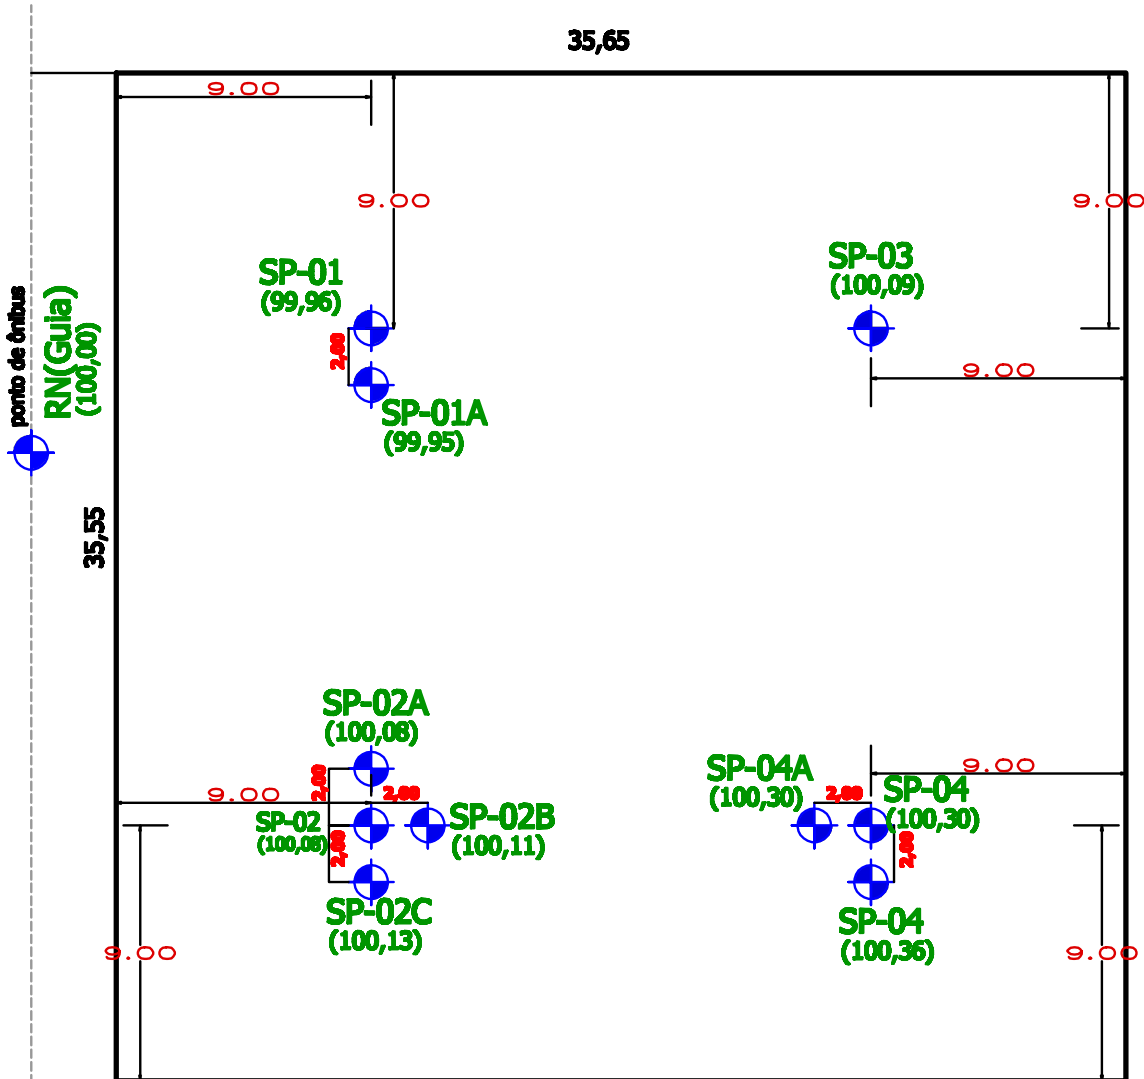 35,65
9.00
9.00
9.00
SP-01
(99,96)
SP-03
(100,09)
ponto de ônibus
RN(Guia)
(100,00)
2,00
9.00
SP-01A
(99,95)
35,55
SP-02A
(100,08)
SP-04A
(100,30)
9.00
2,00
9.00
2,00
2,00
SP-04
(100,30)
SP-02
(100,08)
SP-02B
(100,11)
2,00
2,00
SP-02C
(100,13)
SP-04
(100,36)
9.00
9.00